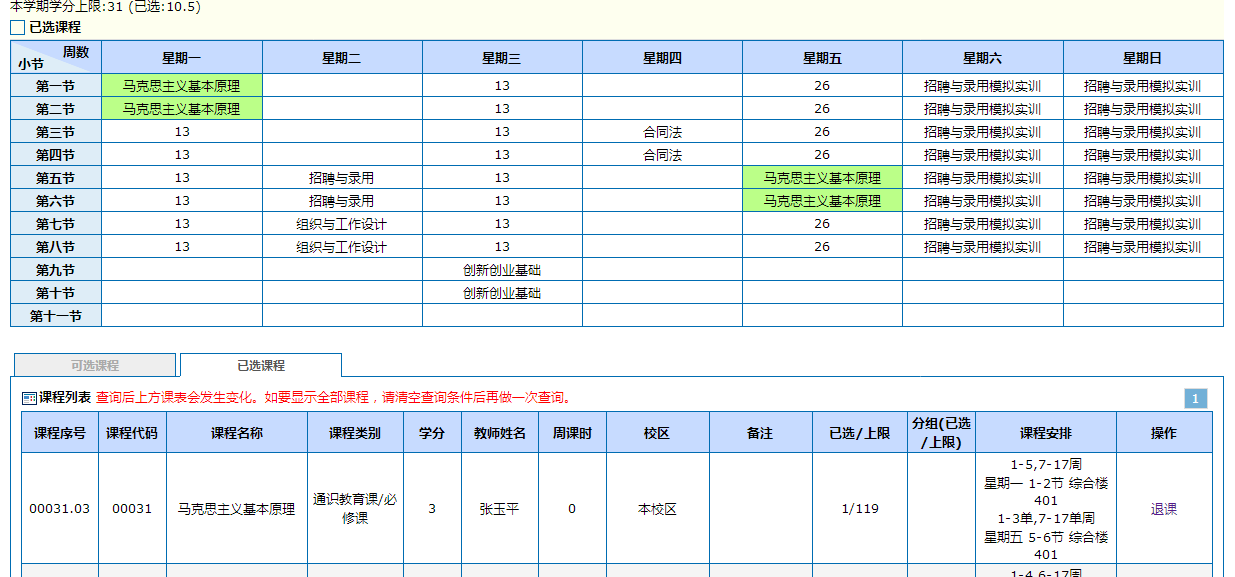 本学期学分上限:31 (已选:10.5)
已选课程
周数 小节 星期一 星期二 星期三 星期四 星期五 星期六 星期日
第一节 马克思主义基本原理 13 26 招聘与录用模拟实训 招聘与录用模拟实训
第二节 马克思主义基本原理 13 26 招聘与录用模拟实训 招聘与录用模拟实训
第三节 13 13 合同法 26 招聘与录用模拟实训 招聘与录用模拟实训
第四节 13 13 合同法 26 招聘与录用模拟实训 招聘与录用模拟实训
第五节 13 招聘与录用 13 马克思主义基本原理 招聘与录用模拟实训 招聘与录用模拟实训
第六节 13 招聘与录用 13 马克思主义基本原理 招聘与录用模拟实训 招聘与录用模拟实训
第七节 13 组织与工作设计 13 26 招聘与录用模拟实训 招聘与录用模拟实训
第八节 13 组织与工作设计 13 26 招聘与录用模拟实训 招聘与录用模拟实训
第九节 创新创业基础
第十节 创新创业基础
第十一节
可选课程 已选课程
课程列表 查询后上方课表会发生变化。如要显示全部课程，请清空查询条件后再做一次查询。 1
课程序号 课程代码 课程名称 课程类别 学分 教师姓名 周课时 校区 备注 已选/上限 分组(已选
/上限) 课程安排 操作
00031.03 00031 马克思主义基本原理 通识教育课/必
修课 3 张玉平 0 本校区 1/119
1-5,7-17周
星期一 1-2节 综合楼
401
1-3单,7-17单周
星期五 5-6节 综合楼
401
退课
1-4,6-17周